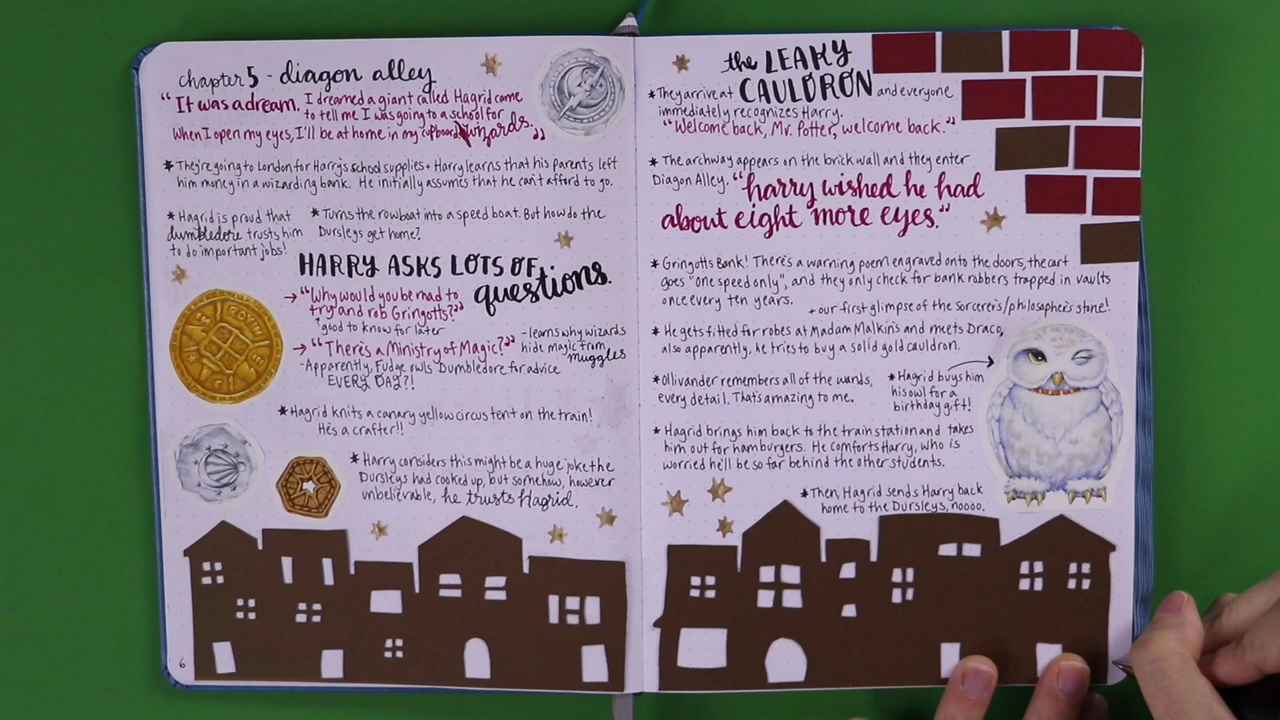 chapter 5 - diagon alley
"It was a dream. I dreamed a giant called Hagrid came
to tell me I was going to a school for
When I open my eyes, I'll be at home in my cupboard. wizards."
* They're going to London for Harry's school supplies + Harry learns that his parents left
him money in a wizarding bank. He initially assumes that he can't afford to go.
* Hagrid is proud that
dumbledore trusts him
to do important jobs!
* Turns the rowboat into a speed boat. But how do the
Dursleys get home?
HARRY ASKS LOTS OF
questions.
→ "Why would you be mad to
try and rob Gringotts?"
good to know for later
→ "There's a Ministry of Magic?"
- Apparently, Fudge owls Dumbledore for advice
EVERY DAY?!
- learns why wizards
hide magic from
muggles
* Hagrid knits a canary yellow circus tent on the train!
He's a crafter!!
* Harry considers this might be a huge joke the
Dursleys had cooked up, but somehow, however
unbelievable, he trusts Hagrid.
6
the LEAKY
CAULDRON
* They arrive at and everyone
immediately recognizes Harry.
"Welcome back, Mr. Potter, welcome back."
* The archway appears on the brick wall and they enter
Diagon Alley. "harry wished he had
about eight more eyes."
* Gringotts Bank! There's a warning poem engraved onto the doors, the cart
goes "one speed only", and they only check for bank robbers trapped in vaults
once every ten years.
+ our first glimpse of the sorcerer's/philosopher's stone!
* He gets fitted for robes at Madam Malkin's and meets Draco,
also apparently, he tries to buy a solid gold cauldron.
* Ollivander remembers all of the wands,
every detail. That's amazing to me.
* Hagrid buys him
his owl for a
birthday gift!
* Hagrid brings him back to the train station and takes
him out for hamburgers. He comforts Harry, who is
worried he'll be so far behind the other students.
* Then, Hagrid sends Harry back
home to the Dursleys, noooo.